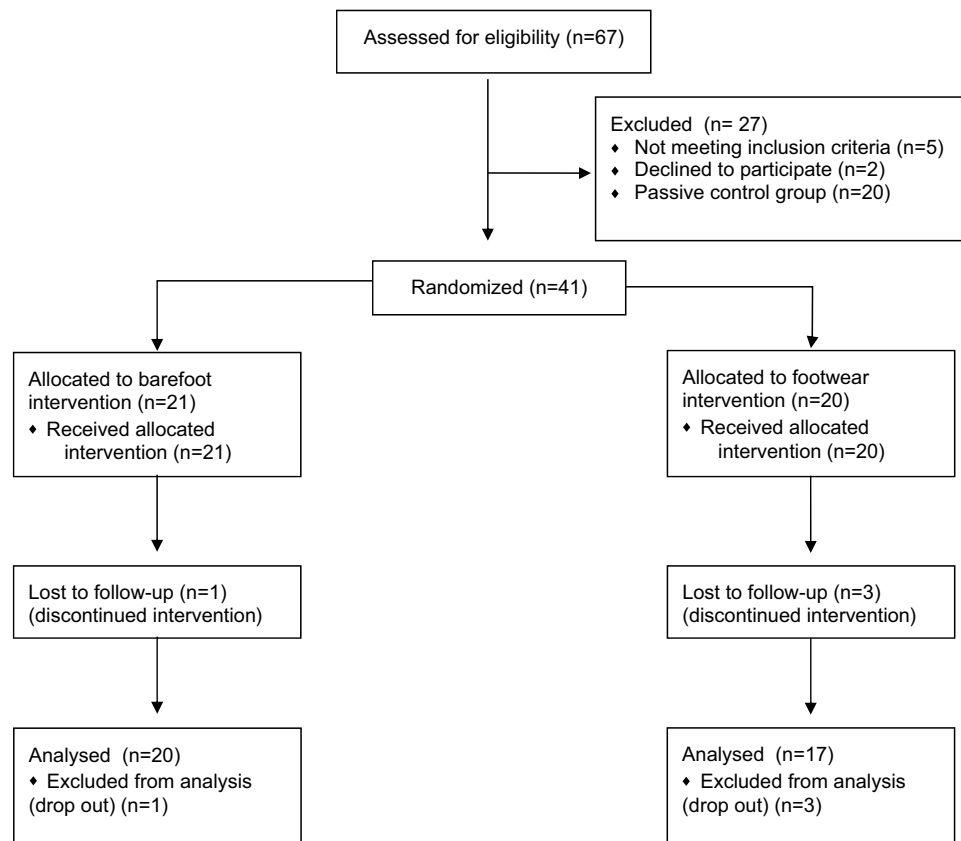 Assessed for eligibility (n=67)
Excluded (n= 27)
♦ Not meeting inclusion criteria (n=5)
♦ Declined to participate (n=2)
♦ Passive control group (n=20)
Randomized (n=41)
Allocated to barefoot
intervention (n=21)
♦ Received allocated
intervention (n=21)
Allocated to footwear
intervention (n=20)
♦ Received allocated
intervention (n=20)
Lost to follow-up (n=1)
(discontinued intervention)
Lost to follow-up (n=3)
(discontinued intervention)
Analysed (n=20)
♦ Excluded from analysis
(drop out) (n=1)
Analysed (n=17)
♦ Excluded from analysis
(drop out) (n=3)